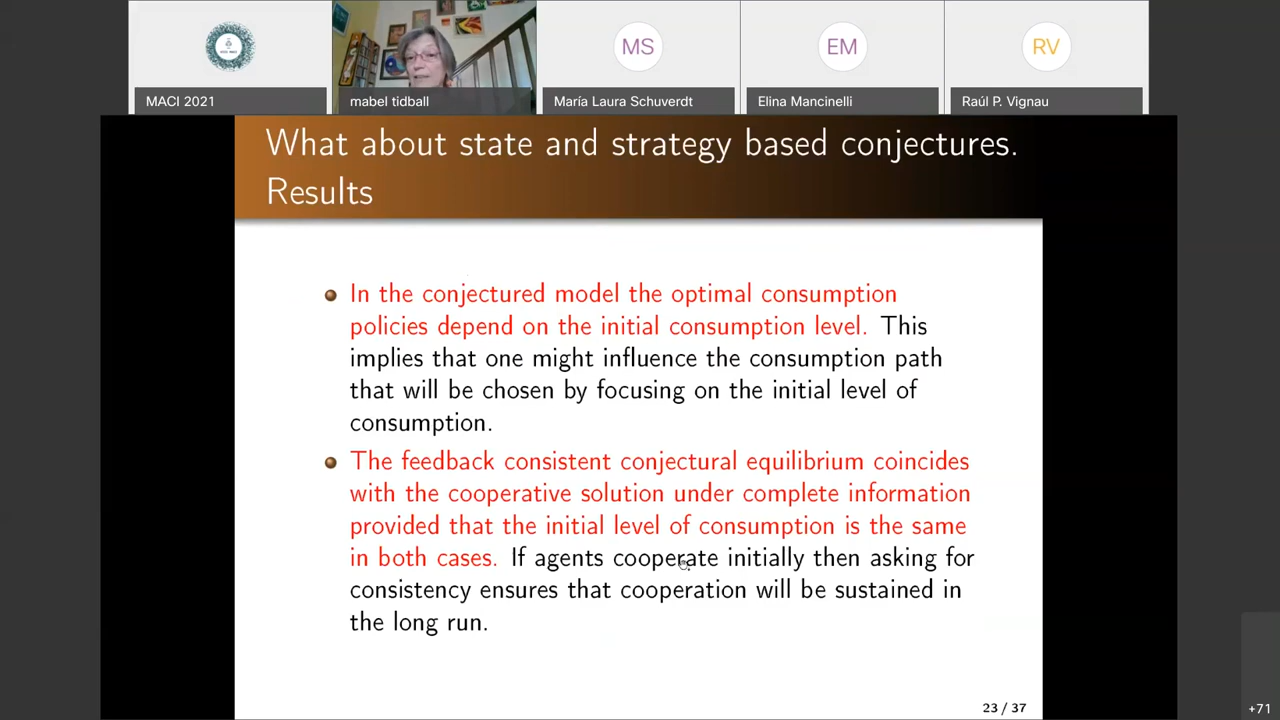 MS
EM
RV
MACI 2021
mabel tidball
María Laura Schuverdt
Elina Mancinelli
Raúl P. Vignau
What about state and strategy based conjectures.
Results
In the conjectured model the optimal consumption
policies depend on the initial consumption level. This
implies that one might influence the consumption path
that will be chosen by focusing on the initial level of
consumption.
The feedback consistent conjectural equilibrium coincides
with the cooperative solution under complete information
provided that the initial level of consumption is the same
in both cases. If agents cooperate initially then asking for
consistency ensures that cooperation will be sustained in
the long run.
23 / 37
+71